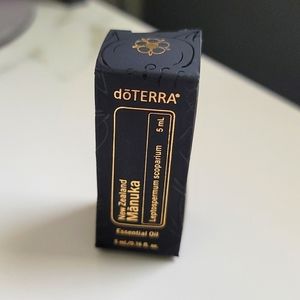 dōTERRA®
New Zealand
Mānuka
Leptospermum scoparium
5 mL
Essential Oil
5 mL/0.16 fl oz